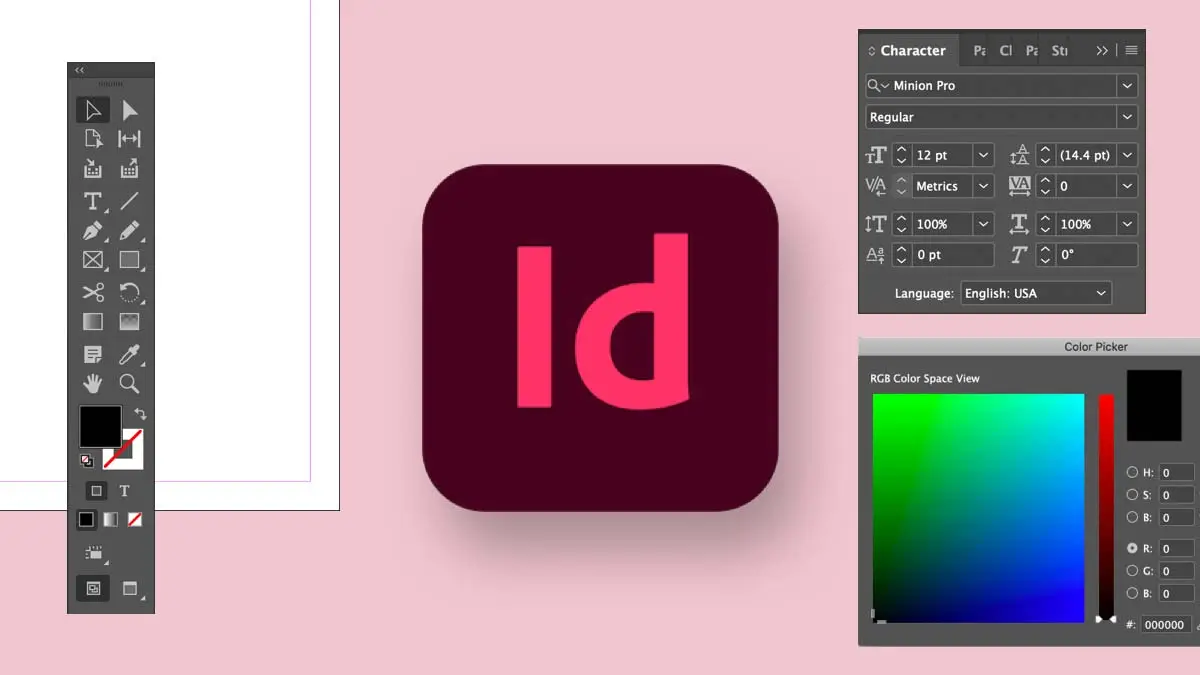 Id
Character
Pa
Cl
Pa
Minion Pro
Regular
12 pt
(14.4 pt)
Metrics
0
100%
100%
0 pt
0°
Language: English: USA
Color Picker
RGB Color Space View
H: 0
S: 0
B: 0
R: 0
G: 0
B: 0
#: 000000